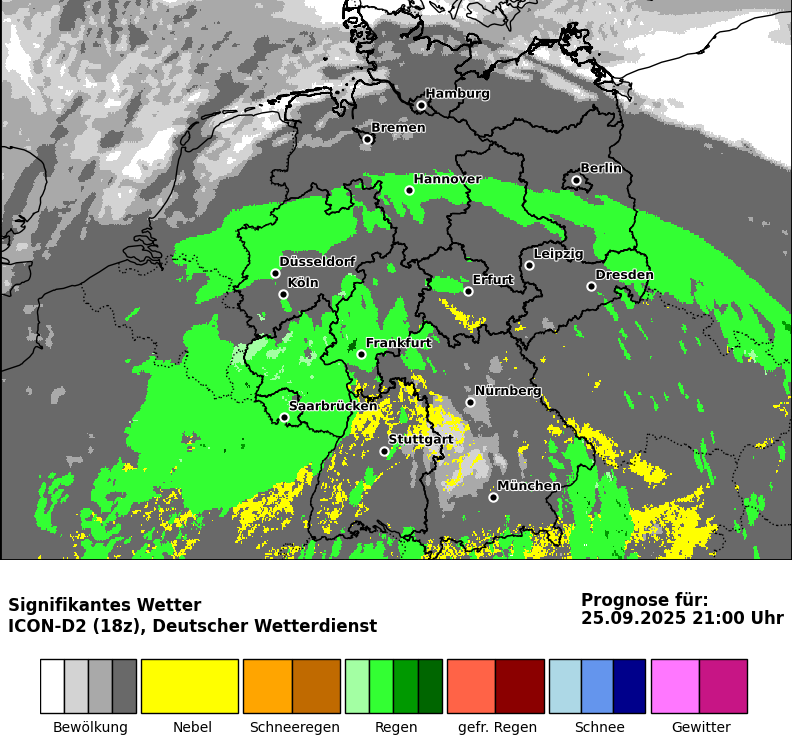 Hamburg
Bremen
Berlin
Hannover
Leipzig
Düsseldorf
Dresden
Erfurt
Köln
Frankfurt
Nürnberg
Saarbrücken
Stuttgart
München
Signifikantes Wetter
ICON-D2 (18z), Deutscher Wetterdienst
Prognose für:
25.09.2025 21:00 Uhr
Bewölkung
Nebel
Schneeregen
Regen
gefr. Regen
Schnee
Gewitter